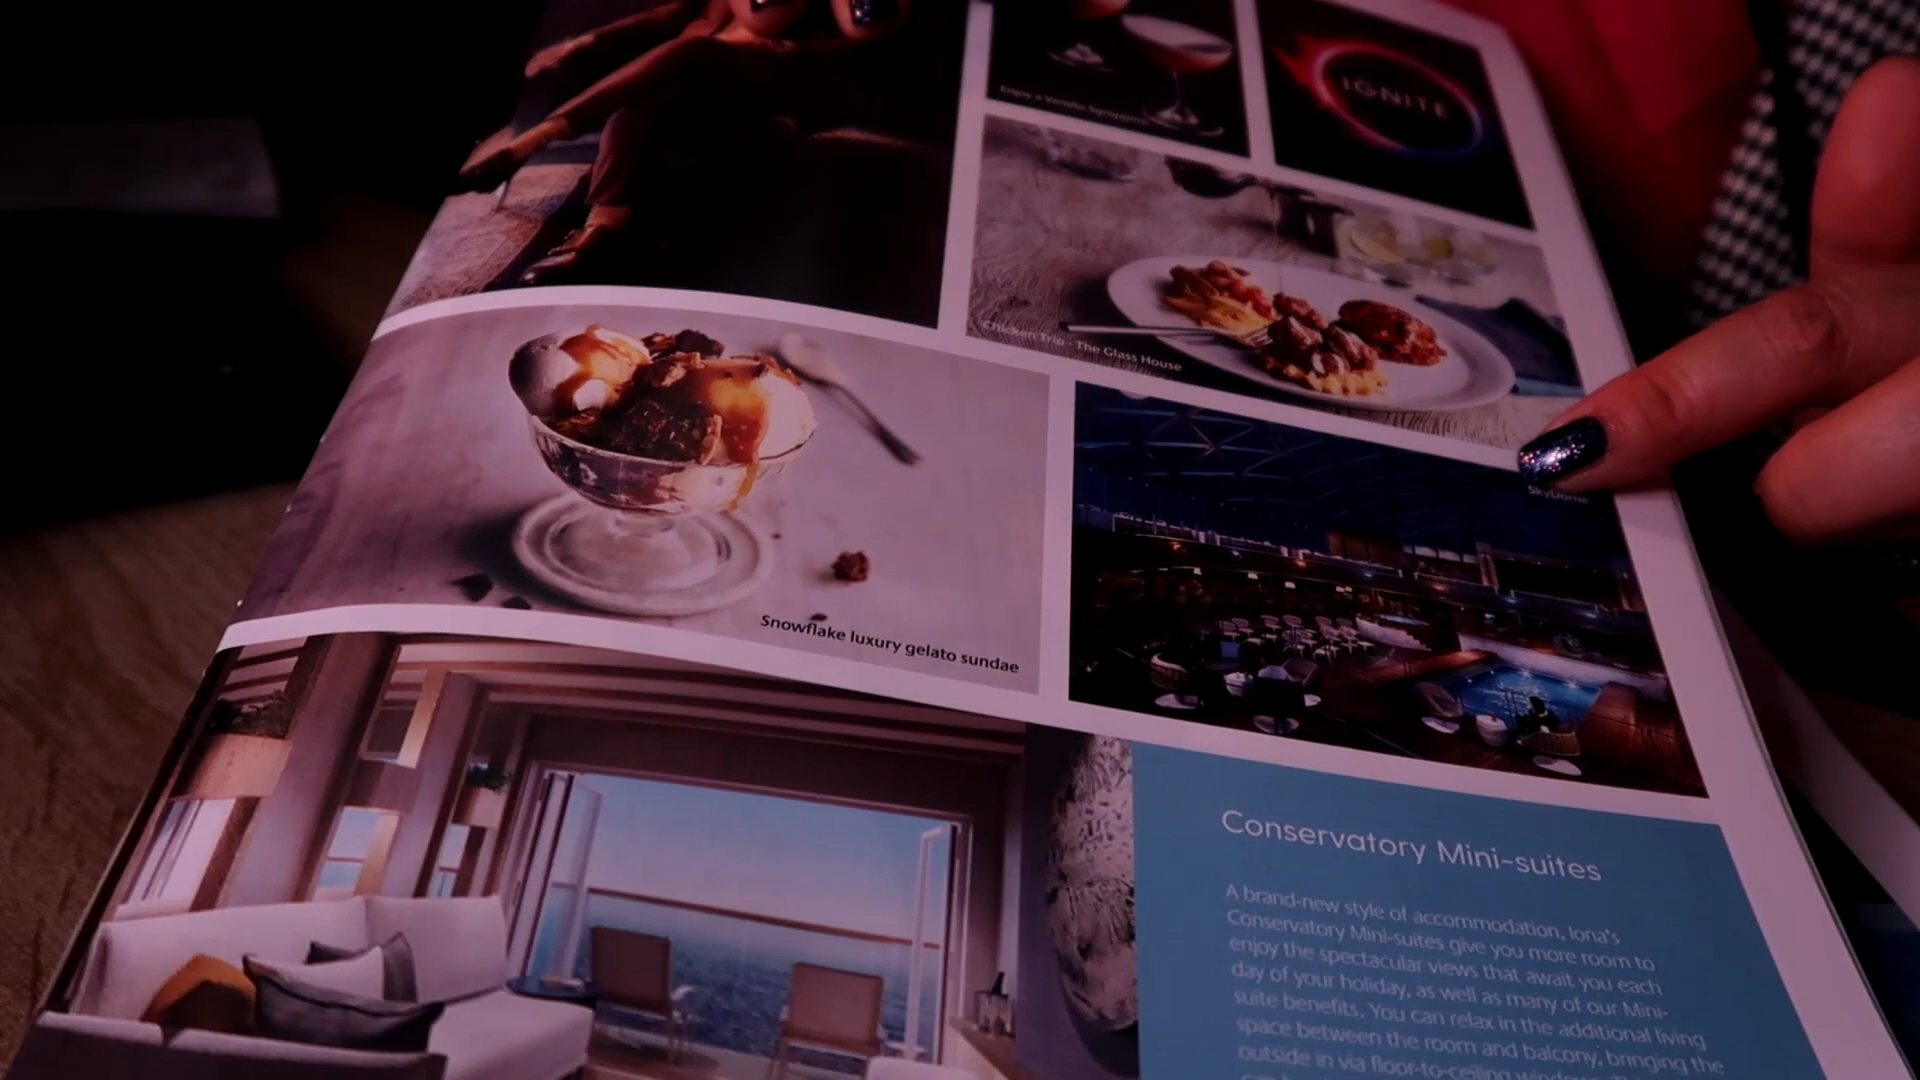 Enjoy a
IGNITE
Chicken Trio - The Glass House
SkyDome
Snowflake luxury gelato sundae
Conservatory Mini-suites
A brand-new style of accommodation, Iona's
Conservatory Mini-suites give you more room to
enjoy the spectacular views that await you each
day of your holiday, as well as many of our Mini-
suite benefits. You can relax in the additional living
space between the room and balcony, bringing the
outside in via floor-to-ceiling